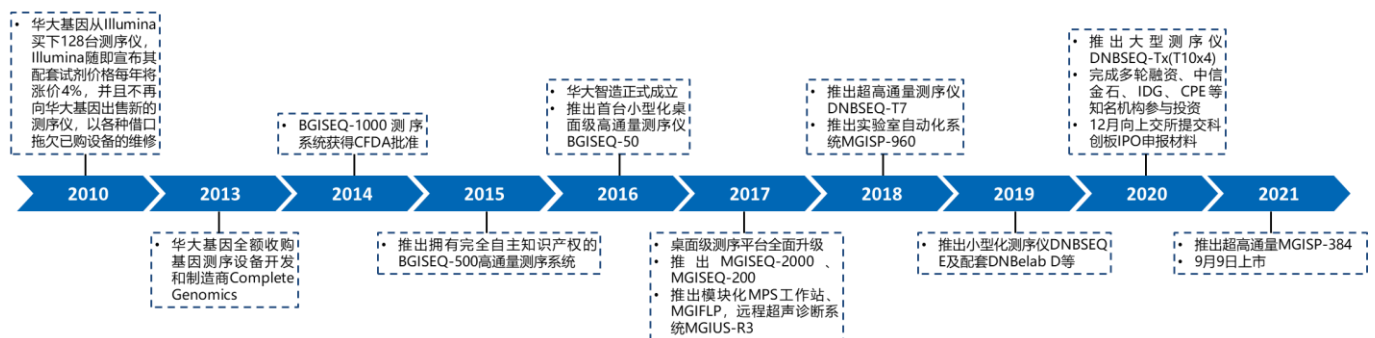 • 华大基因从Illumina
买下128台测序仪，
Illumina随即宣布其
配套试剂价格每年将
涨价4%，并且不再
向华大基因出售新的
测序仪，以各种借口
拖欠已购设备的维修
• BGISEQ-1000测序
系统获得CFDA批准
• 华大智造正式成立
• 推出首台小型化桌
面级高通量测序仪
BGISEQ-50
• 推出超高通量测序仪
DNBSEQ-T7
• 推出实验室自动化系
统MGISP-960
• 推出大型测序仪
DNBSEQ-Tx(T10x4)
• 完成多轮融资、中信
金石、IDG、CPE等
知名机构参与投资
• 12月向上交所提交科
创板IPO申报材料
2010 2013 2014 2015 2016 2017 2018 2019 2020 2021
• 华大基因全额收购
基因测序设备开发
和制造商Complete
Genomics
• 推出拥有完全自主知识产权的
BGISEQ-500高通量测序系统
• 桌面级测序平台全面升级
• 推出MGISEQ-2000、
MGISEQ-200
• 推出模块化MPS工作站、
MGIFLP，远程超声诊断系
统MGIUS-R3
• 推出小型化测序仪DNBSEQ
E及配套DNBelab D等
• 推出超高通量MGISP-384
• 9月9日上市